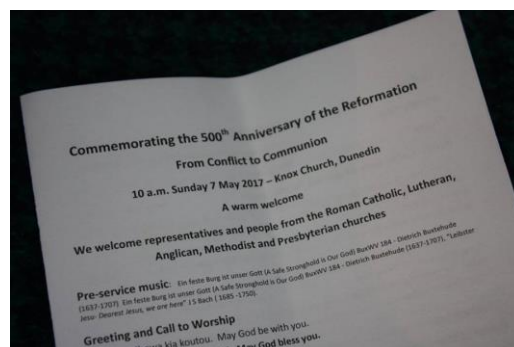 Commemorating the 500th Anniversary of the Reformation
From Conflict to Communion
10 a.m. Sunday 7 May 2017 – Knox Church, Dunedin
A warm welcome
We welcome representatives and people from the Roman Catholic, Lutheran,
Anglican, Methodist and Presbyterian churches
Pre-service music: Ein feste Burg ist unser Gott (A Safe Stronghold is Our God) BuxWV 184 - Dietrich Buxtehude
(1637-1707) Ein feste Burg ist unser Gott (A Safe Stronghold is Our God) BuxWV 184 - Dietrich Buxtehude (1637-1707), "Leibster
Jesu- Dearest Jesus, we are here" 15 Bach ( 1685 -1750).
Greeting and Call to Worship
kia koutou. May God be with you.
May God bless you.